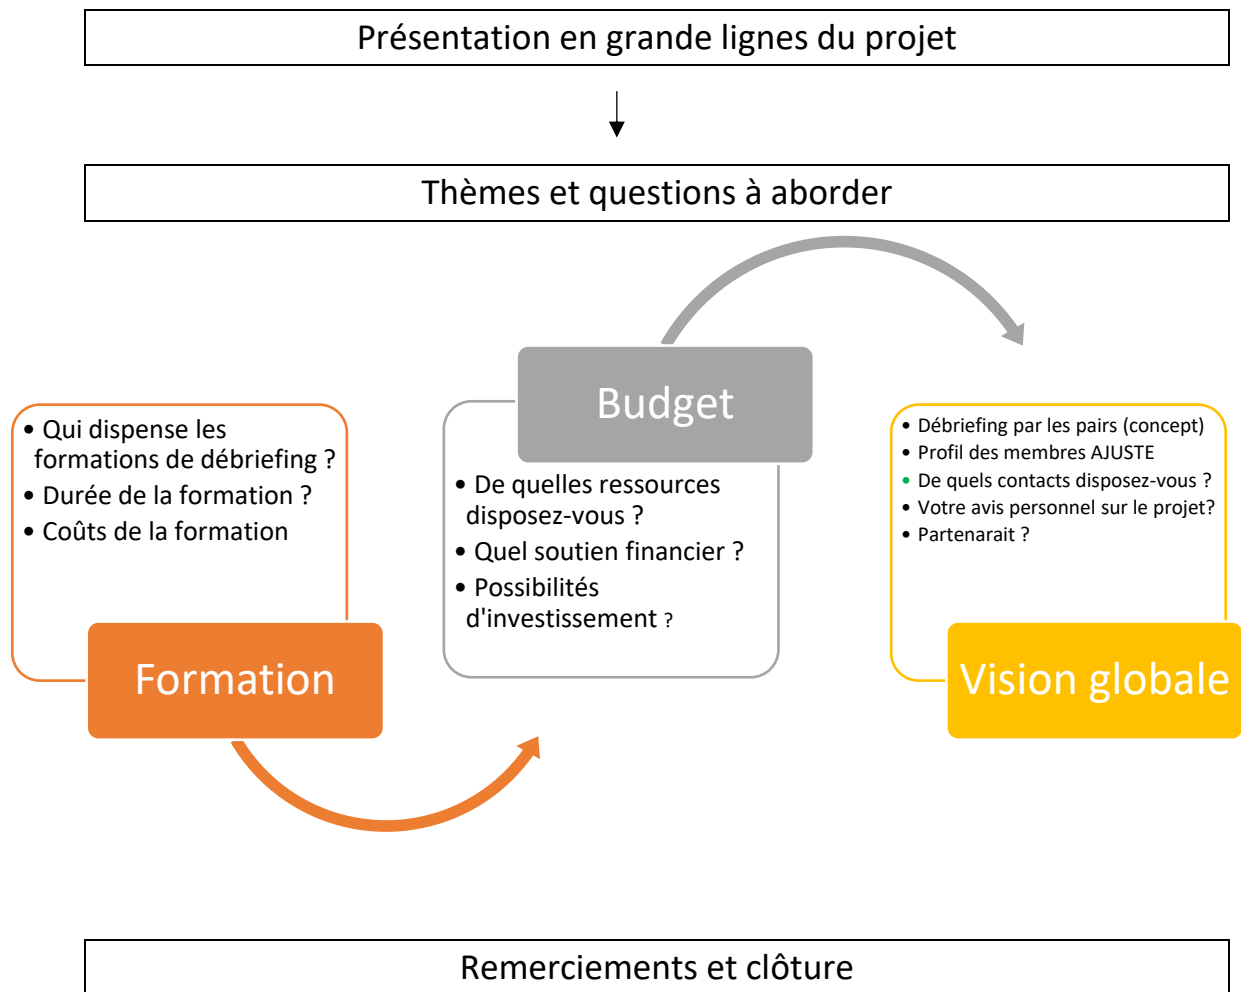 Présentation en grande lignes du projet
Thèmes et questions à aborder
• Qui dispense les
formations de débriefing ?
• Durée de la formation ?
• Coûts de la formation
Formation
Budget
• De quelles ressources
disposez-vous ?
• Quel soutien financier ?
• Possibilités
d'investissement ?
• Débriefing par les pairs (concept)
• Profil des membres AJUSTE
• De quels contacts disposez-vous ?
• Votre avis personnel sur le projet?
• Partenarait ?
Vision globale
Remerciements et clôture